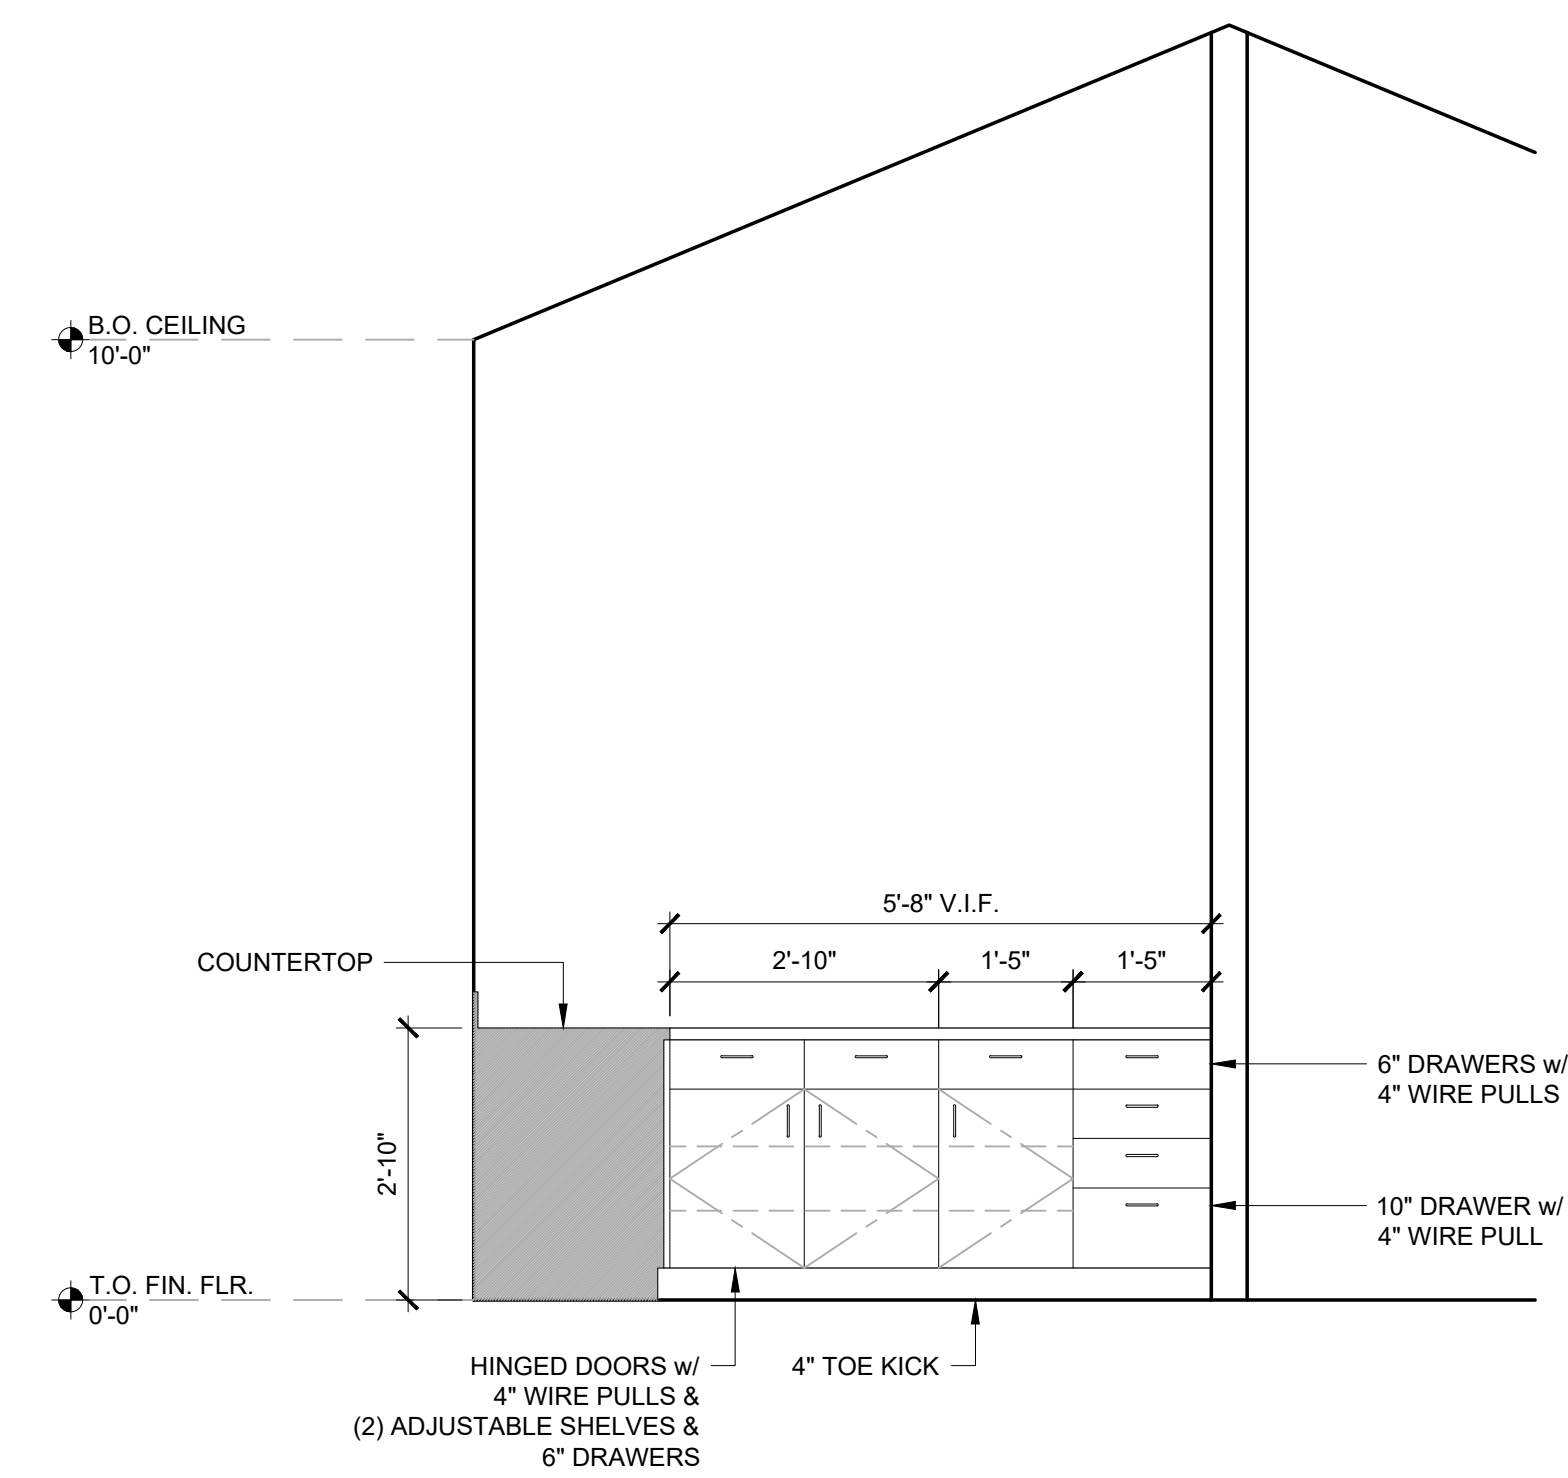 B.O. CEILING
10'-0"
5'-8" V.I.F.
2'-10"
1'-5"
1'-5"
COUNTERTOP
2'-10"
6" DRAWERS w/
4" WIRE PULLS
10" DRAWER w/
4" WIRE PULL
T.O. FIN. FLR.
0'-0"
HINGED DOORS w/
4" WIRE PULLS &
(2) ADJUSTABLE SHELVES &
6" DRAWERS
4" TOE KICK